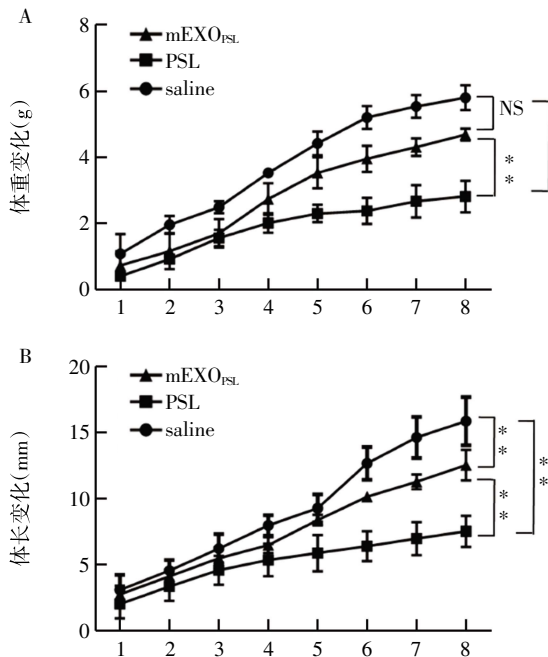 A
mEXOPSL
PSL
saline
8
6
4
2
0
体重变化(g)
NS
**
1 2 3 4 5 6 7 8
B
mEXOPSL
PSL
saline
20
15
10
5
0
体长变化(mm)
**
**
**
1 2 3 4 5 6 7 8